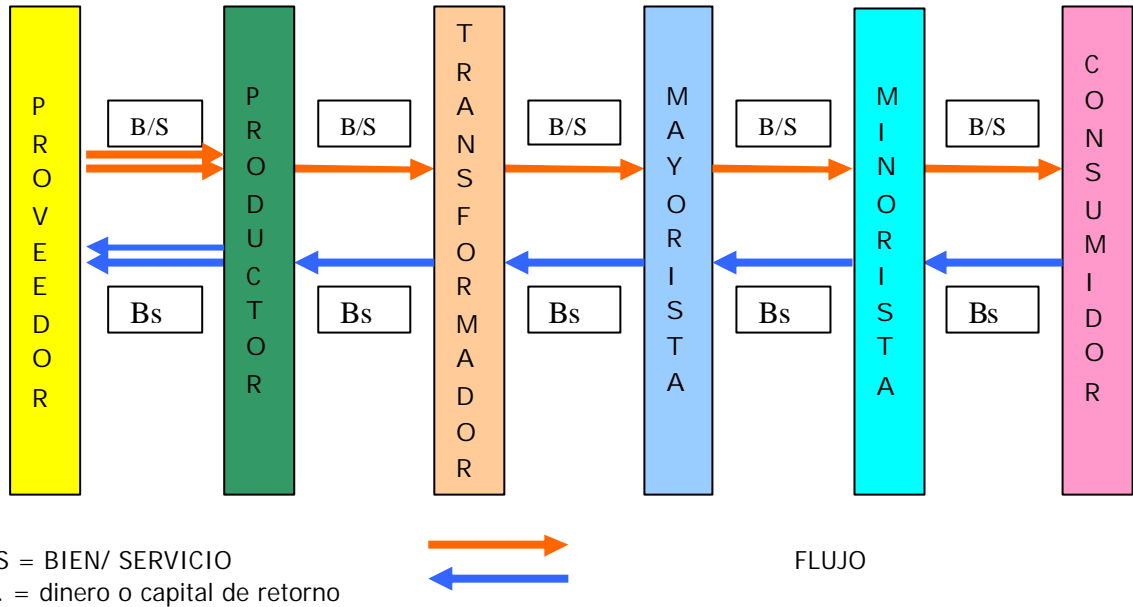 PROVEEDOR
B/S
Bs
PRODUCTOR
B/S
Bs
TRANSFORMADOR
B/S
Bs
MAYORISTA
B/S
Bs
MINORISTA
B/S
Bs
CONSUMIDOR
S = BIEN/ SERVICIO
FLUJO
. = dinero o capital de retorno